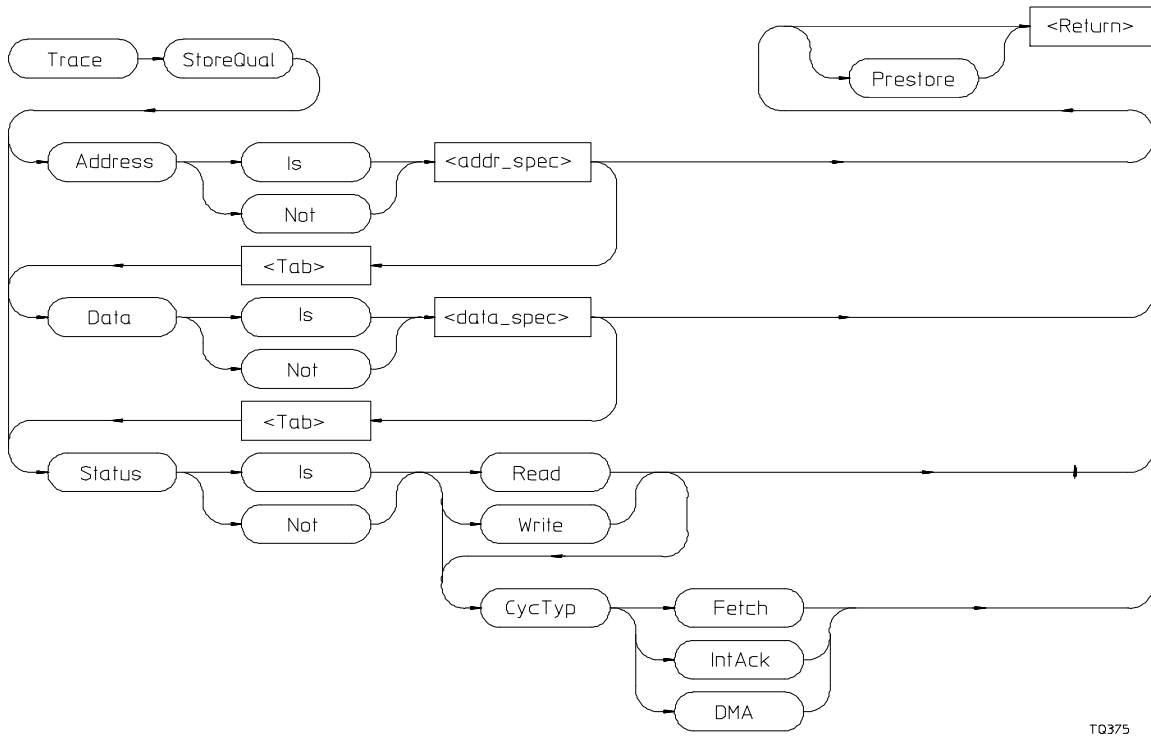 Trace
StoreQual
<Return>
Prestore
Address
Is
<addr_spec>
Not
<Tab>
Data
Is
<data_spec>
Not
<Tab>
Status
Is
Read
Not
Write
CycTyp
Fetch
IntAck
DMA
TQ375